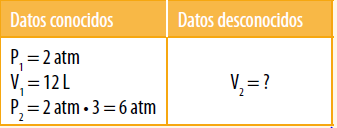 Datos conocidos Datos desconocidos
P₁ = 2 atm
V₁ = 12 L
P₂ = 2 atm • 3 = 6 atm
V₂ = ?